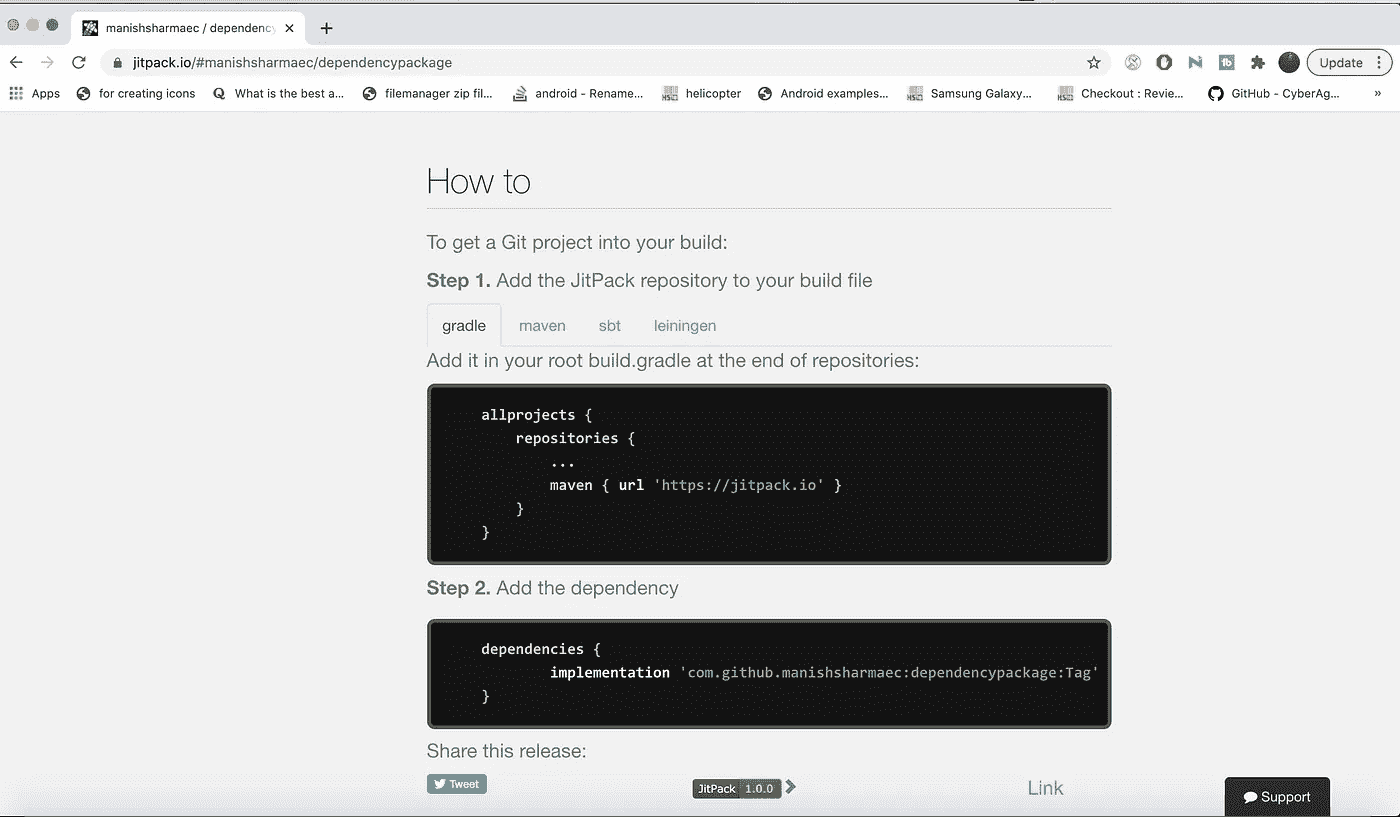 manishsharmaec / dependency
jitpack.io/#manishsharmaec/dependencypackage
Update
Apps
for creating icons
What is the best a...
filemanager zip fil...
android - Rename...
helicopter
Android examples...
Samsung Galaxy...
Checkout : Revie...
GitHub - CyberAg...
»
How to
To get a Git project into your build:
Step 1. Add the JitPack repository to your build file
gradle maven sbt leiningen
Add it in your root build.gradle at the end of repositories:
allprojects {
repositories {
...
maven { url 'https://jitpack.io' }
}
}
Step 2. Add the dependency
dependencies {
implementation 'com.github.manishsharmaec:dependencypackage:Tag'
}
Share this release:
Tweet
JitPack 1.0.0
Link
Support